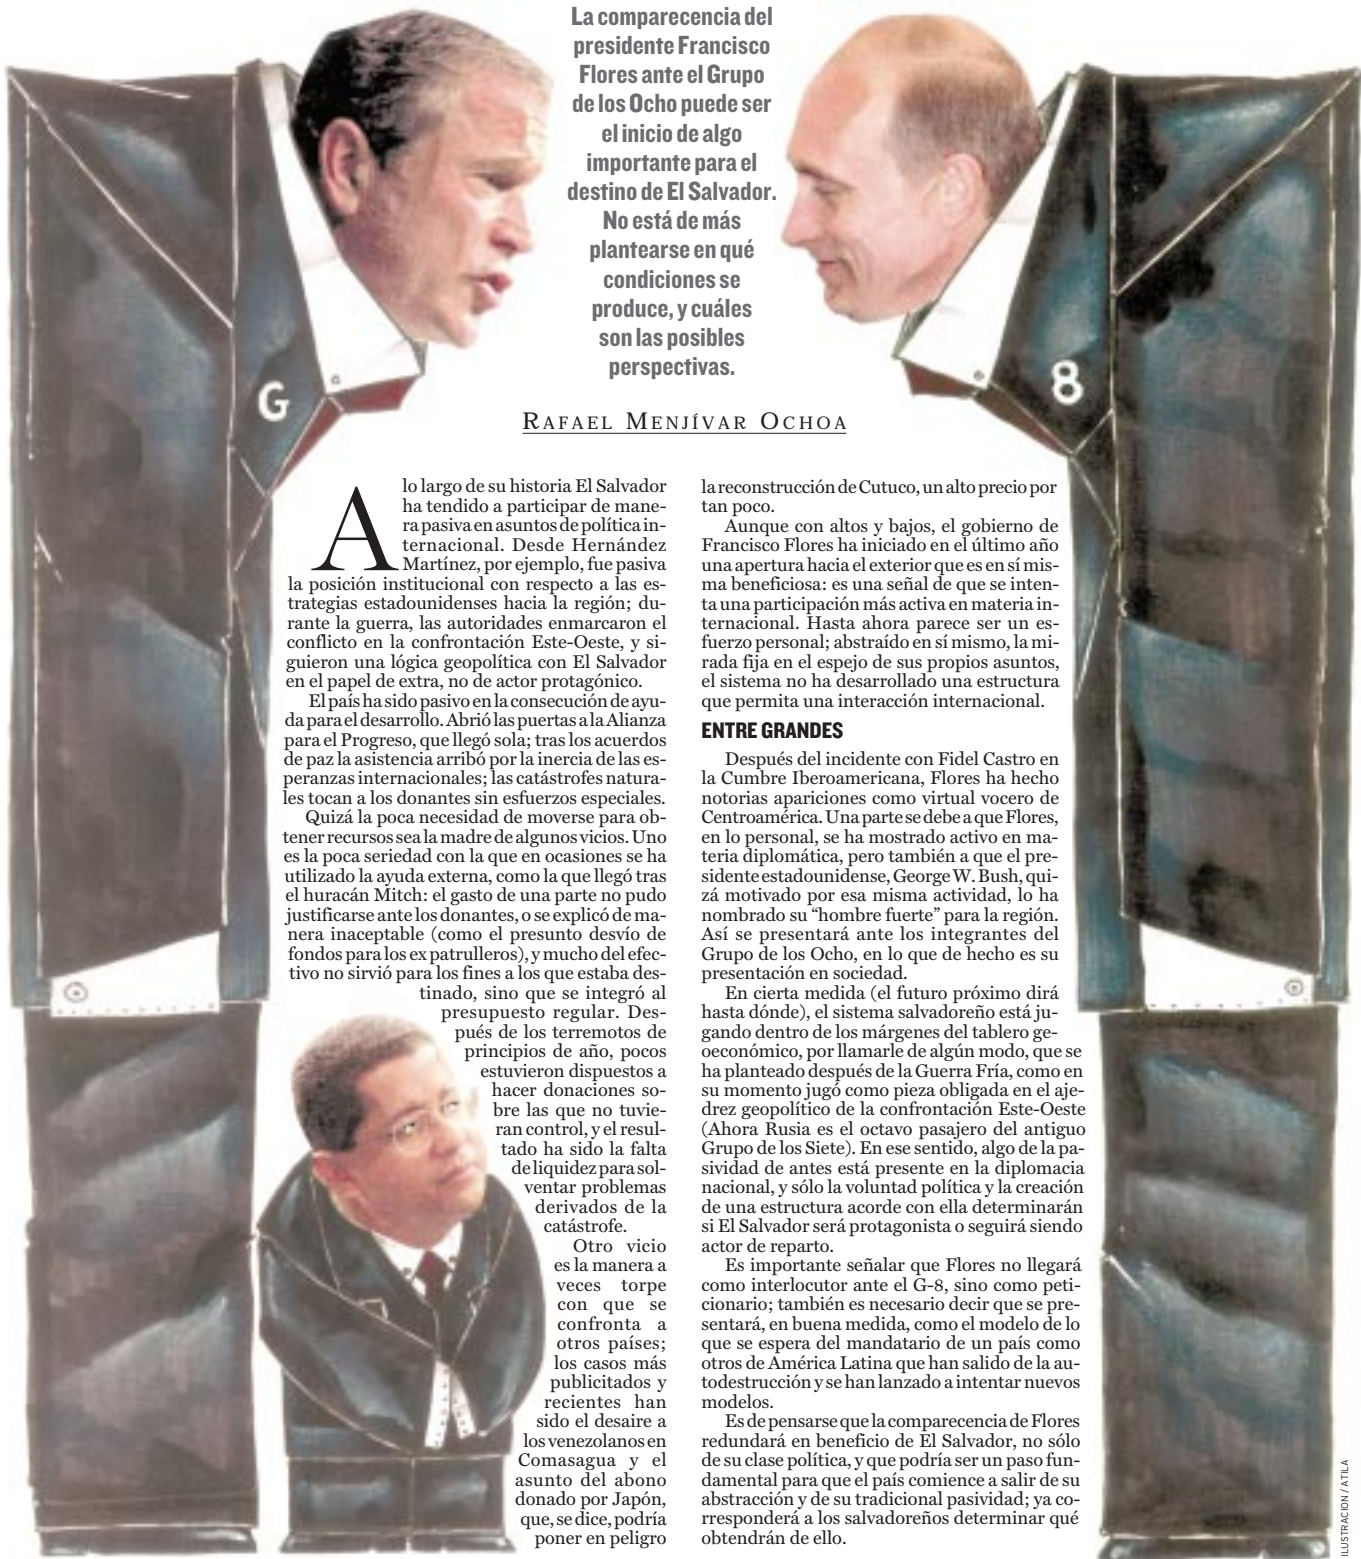 La comparecencia del
presidente Francisco
Flores ante el Grupo
de los Ocho puede ser
el inicio de algo
importante para el
destino de El Salvador.
No está de más
plantearse en qué
condiciones se
produce, y cuáles
son las posibles
perspectivas.
G
8
RAFAEL MENJÍVAR OCHOA
A lo largo de su historia El Salvador
ha tendido a participar de mane-
ra pasiva en asuntos de política in-
ternacional. Desde Hernández
Martínez, por ejemplo, fue pasiva
la posición institucional con respecto a las es-
trategias estadounidenses hacia la región; du-
rante la guerra, las autoridades enmarcaron el
conflicto en la confrontación Este-Oeste, y si-
guieron una lógica geopolítica con El Salvador
en el papel de extra, no de actor protagónico.
El país ha sido pasivo en la consecución de ayu-
da para el desarrollo. Abrió las puertas a la Alianza
para el Progreso, que llegó sola; tras los acuerdos
de paz la asistencia arribó por la inercia de las es-
peranzas internacionales; las catástrofes natura-
les tocan a los donantes sin esfuerzos especiales.
Quizá la poca necesidad de moverse para ob-
tener recursos sea la madre de algunos vicios. Uno
es la poca seriedad con la que en ocasiones se ha
utilizado la ayuda externa, como la que llegó tras
el huracán Mitch: el gasto de una parte no pudo
justificarse ante los donantes, o se explicó de ma-
nera inaceptable (como el presunto desvío de
fondos para los ex patrulleros), y mucho del efec-
tivo no sirvió para los fines a los que estaba des-
tinado, sino que se integró al
presupuesto regular. Des-
pués de los terremotos de
principios de año, pocos
estuvieron dispuestos a
hacer donaciones so-
bre las que no tuvie-
ran control, y el resul-
tado ha sido la falta
de liquidez para sol-
ventar problemas
derivados de la
catástrofe.
Otro vicio
es la manera a
veces torpe
con que se
confronta a
otros países;
los casos más
publicitados y
recientes han
sido el desaire a
los venezolanos en
Comasagua y el
asunto del abono
donado por Japón,
que, se dice, podría
poner en peligro
la reconstrucción de Cutuco, un alto precio por
tan poco.
Aunque con altos y bajos, el gobierno de
Francisco Flores ha iniciado en el último año
una apertura hacia el exterior que es en sí mis-
ma beneficiosa: es una señal de que se inten-
ta una participación más activa en materia in-
ternacional. Hasta ahora parece ser un es-
fuerzo personal; abstraído en sí mismo, la mi-
rada fija en el espejo de sus propios asuntos,
el sistema no ha desarrollado una estructura
que permita una interacción internacional.
ENTRE GRANDES
Después del incidente con Fidel Castro en
la Cumbre Iberoamericana, Flores ha hecho
notorias apariciones como virtual vocero de
Centroamérica. Una parte se debe a que Flores,
en lo personal, se ha mostrado activo en ma-
teria diplomática, pero también a que el pre-
sidente estadounidense, George W. Bush, qui-
zá motivado por esa misma actividad, lo ha
nombrado su “hombre fuerte” para la región.
Así se presentará ante los integrantes del
Grupo de los Ocho, en lo que de hecho es su
presentación en sociedad.
En cierta medida (el futuro próximo dirá
hasta dónde), el sistema salvadoreño está ju-
gando dentro de los márgenes del tablero ge-
oeconómico, por llamarle de algún modo, que se
ha planteado después de la Guerra Fría, como en
su momento jugó como pieza obligada en el aje-
drez geopolítico de la confrontación Este-Oeste
(Ahora Rusia es el octavo pasajero del antiguo
Grupo de los Siete). En ese sentido, algo de la pa-
sividad de antes está presente en la diplomacia
nacional, y sólo la voluntad política y la creación
de una estructura acorde con ella determinarán
si El Salvador será protagonista o seguirá siendo
actor de reparto.
Es importante señalar que Flores no llegará
como interlocutor ante el G-8, sino como peti-
cionario; también es necesario decir que se pre-
sentará, en buena medida, como el modelo de lo
que se espera del mandatario de un país como
otros de América Latina que han salido de la au-
todestrucción y se han lanzado a intentar nuevos
modelos.
Es de pensarse que la comparecencia de Flores
redundará en beneficio de El Salvador, no sólo
de su clase política, y que podría ser un paso fun-
damental para que el país comience a salir de su
abstracción y de su tradicional pasividad; ya co-
rresponderá a los salvadoreños determinar qué
obtendrán de ello.
ILUSTRACION / ATILA